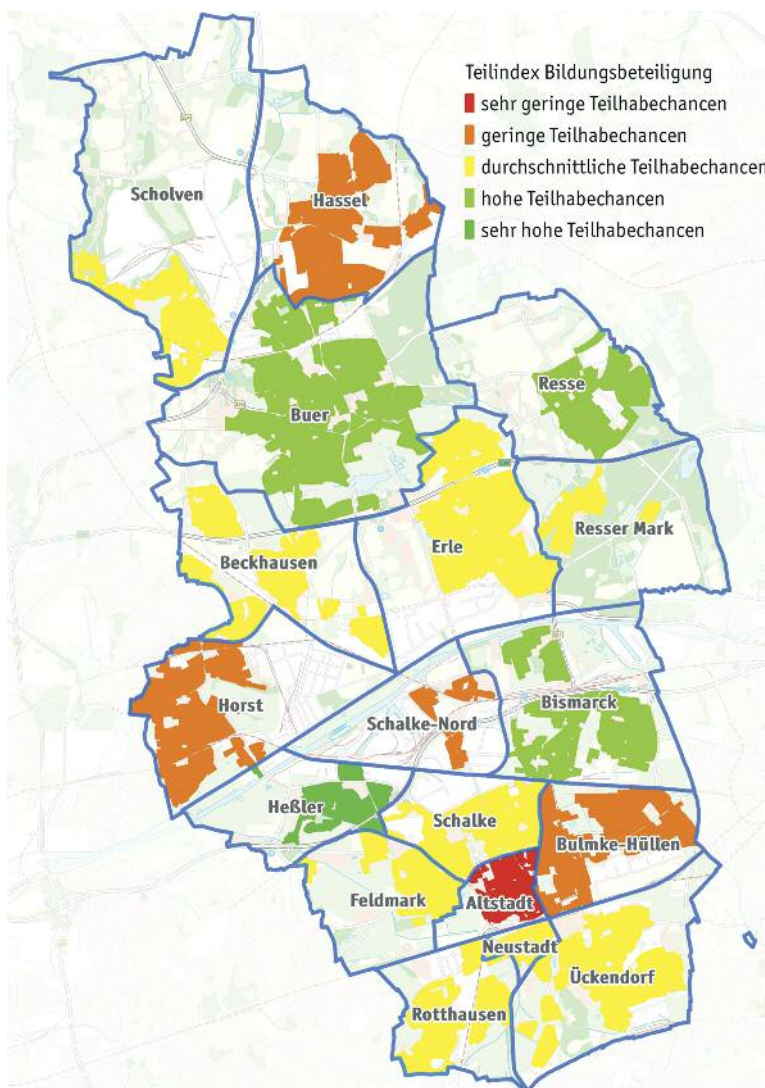 Teilindex Bildungsbeteiligung
sehr geringe Teilhabechancen
geringe Teilhabechancen
durchschnittliche Teilhabechancen
hohe Teilhabechancen
sehr hohe Teilhabechancen
Scholven
Hassel
Buer
Resse
Resser Mark
Erle
Beckhausen
Horst
Schalke-Nord
Bismarck
Heßler
Schalke
Bulmke-Hüllen
Feldmark
Altstadt
Neustadt
Ückendorf
Rotthausen